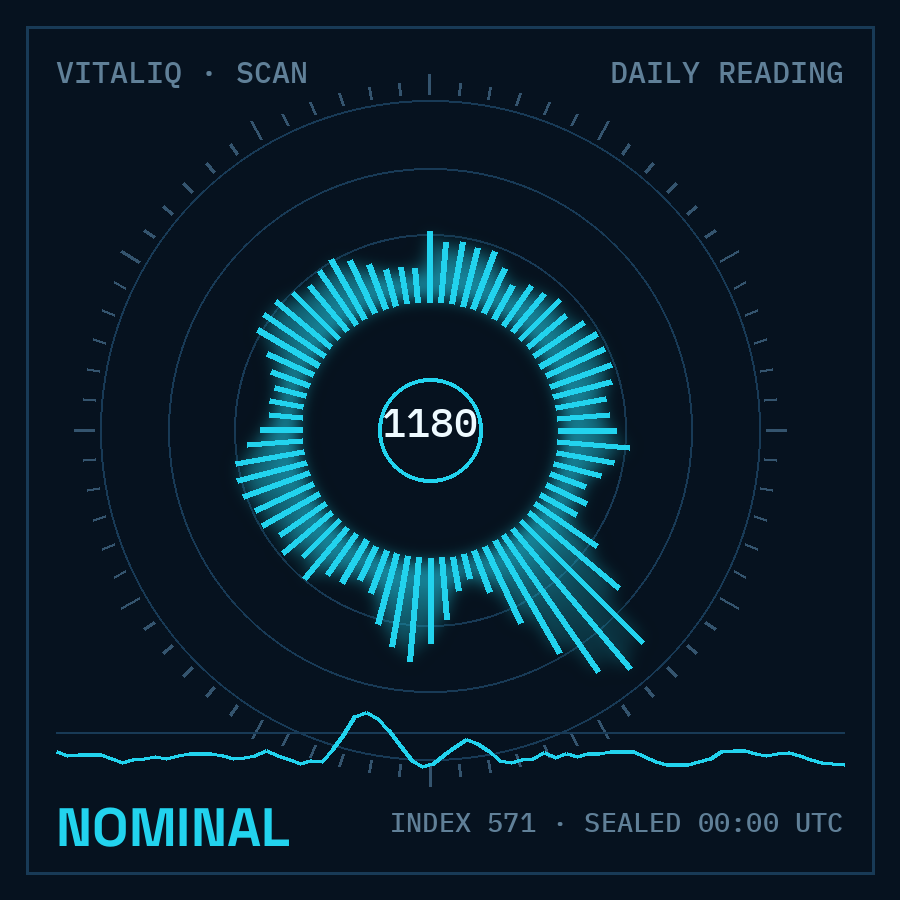 VITALIQ · SCAN
DAILY READING
1180
NOMINAL
INDEX 571 · SEALED 00:00 UTC